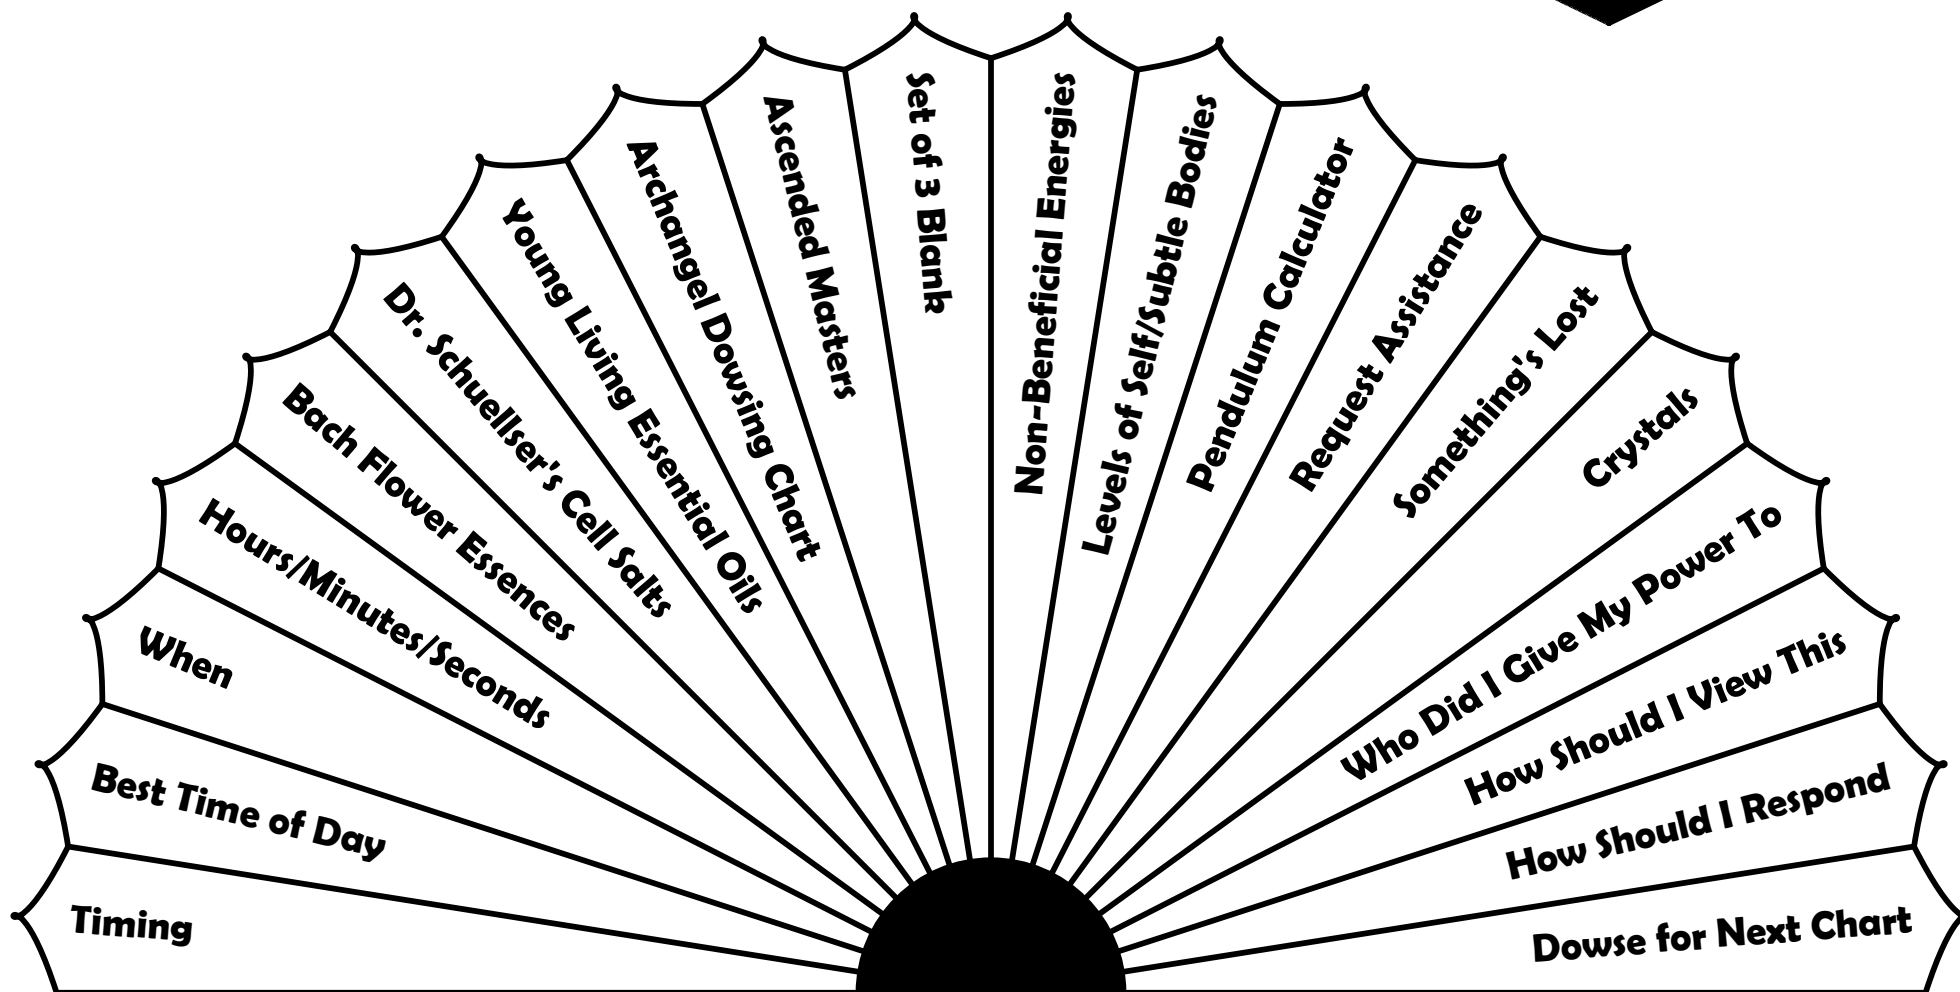 Timing
Best Time of Day
When
Hours/Minutes/Seconds
Bach Flower Essences
Dr. Schuellser's Cell Salts
Young Living Essential Oils
Archangel Dowsing Chart
Ascended Masters
Set of 3 Blank
Non-Beneficial Energies
Levels of Self/Subtle Bodies
Pendulum Calculator
Request Assistance
Something's Lost
Crystals
Who Did I Give My Power To
How Should I View This
How Should I Respond
Dowse for Next Chart